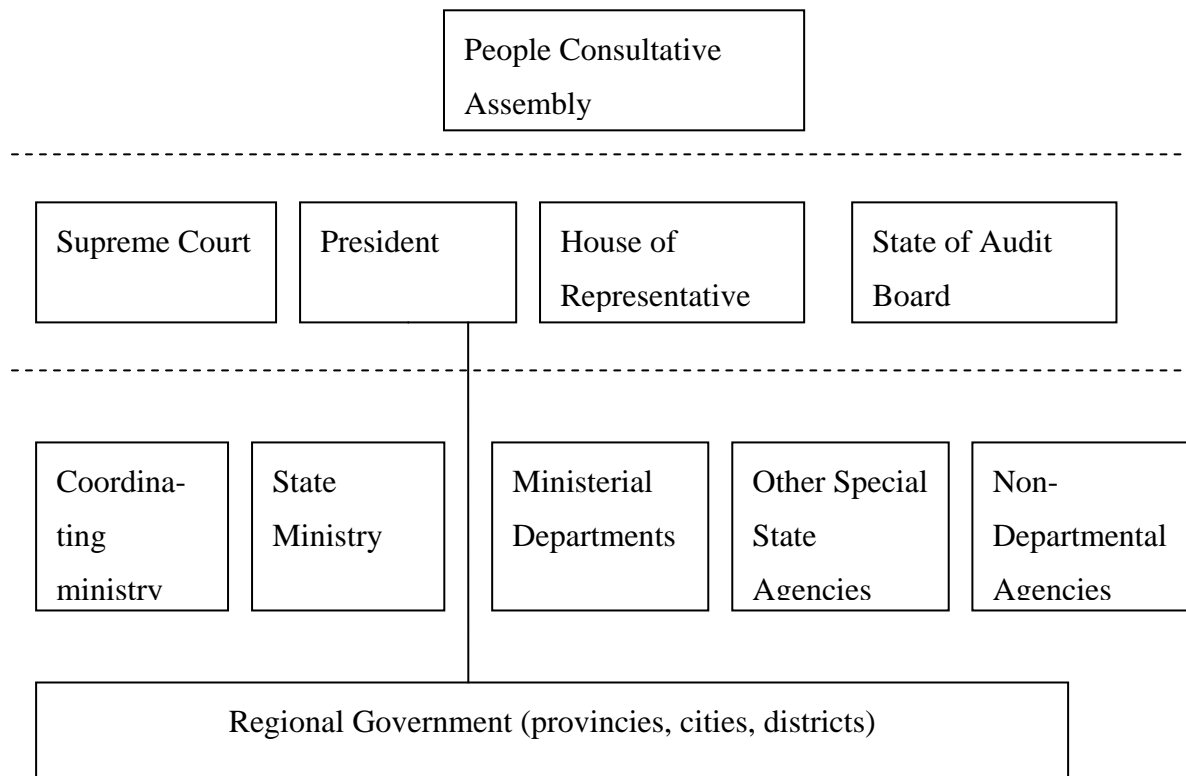 People Consultative
Assembly
Supreme Court
President
House of
Representative
State of Audit
Board
Coordina-
ting
ministry
State
Ministry
Ministerial
Departments
Other Special
State
Agencies
Non-
Departmental
Agencies
Regional Government (provincies, cities, districts)